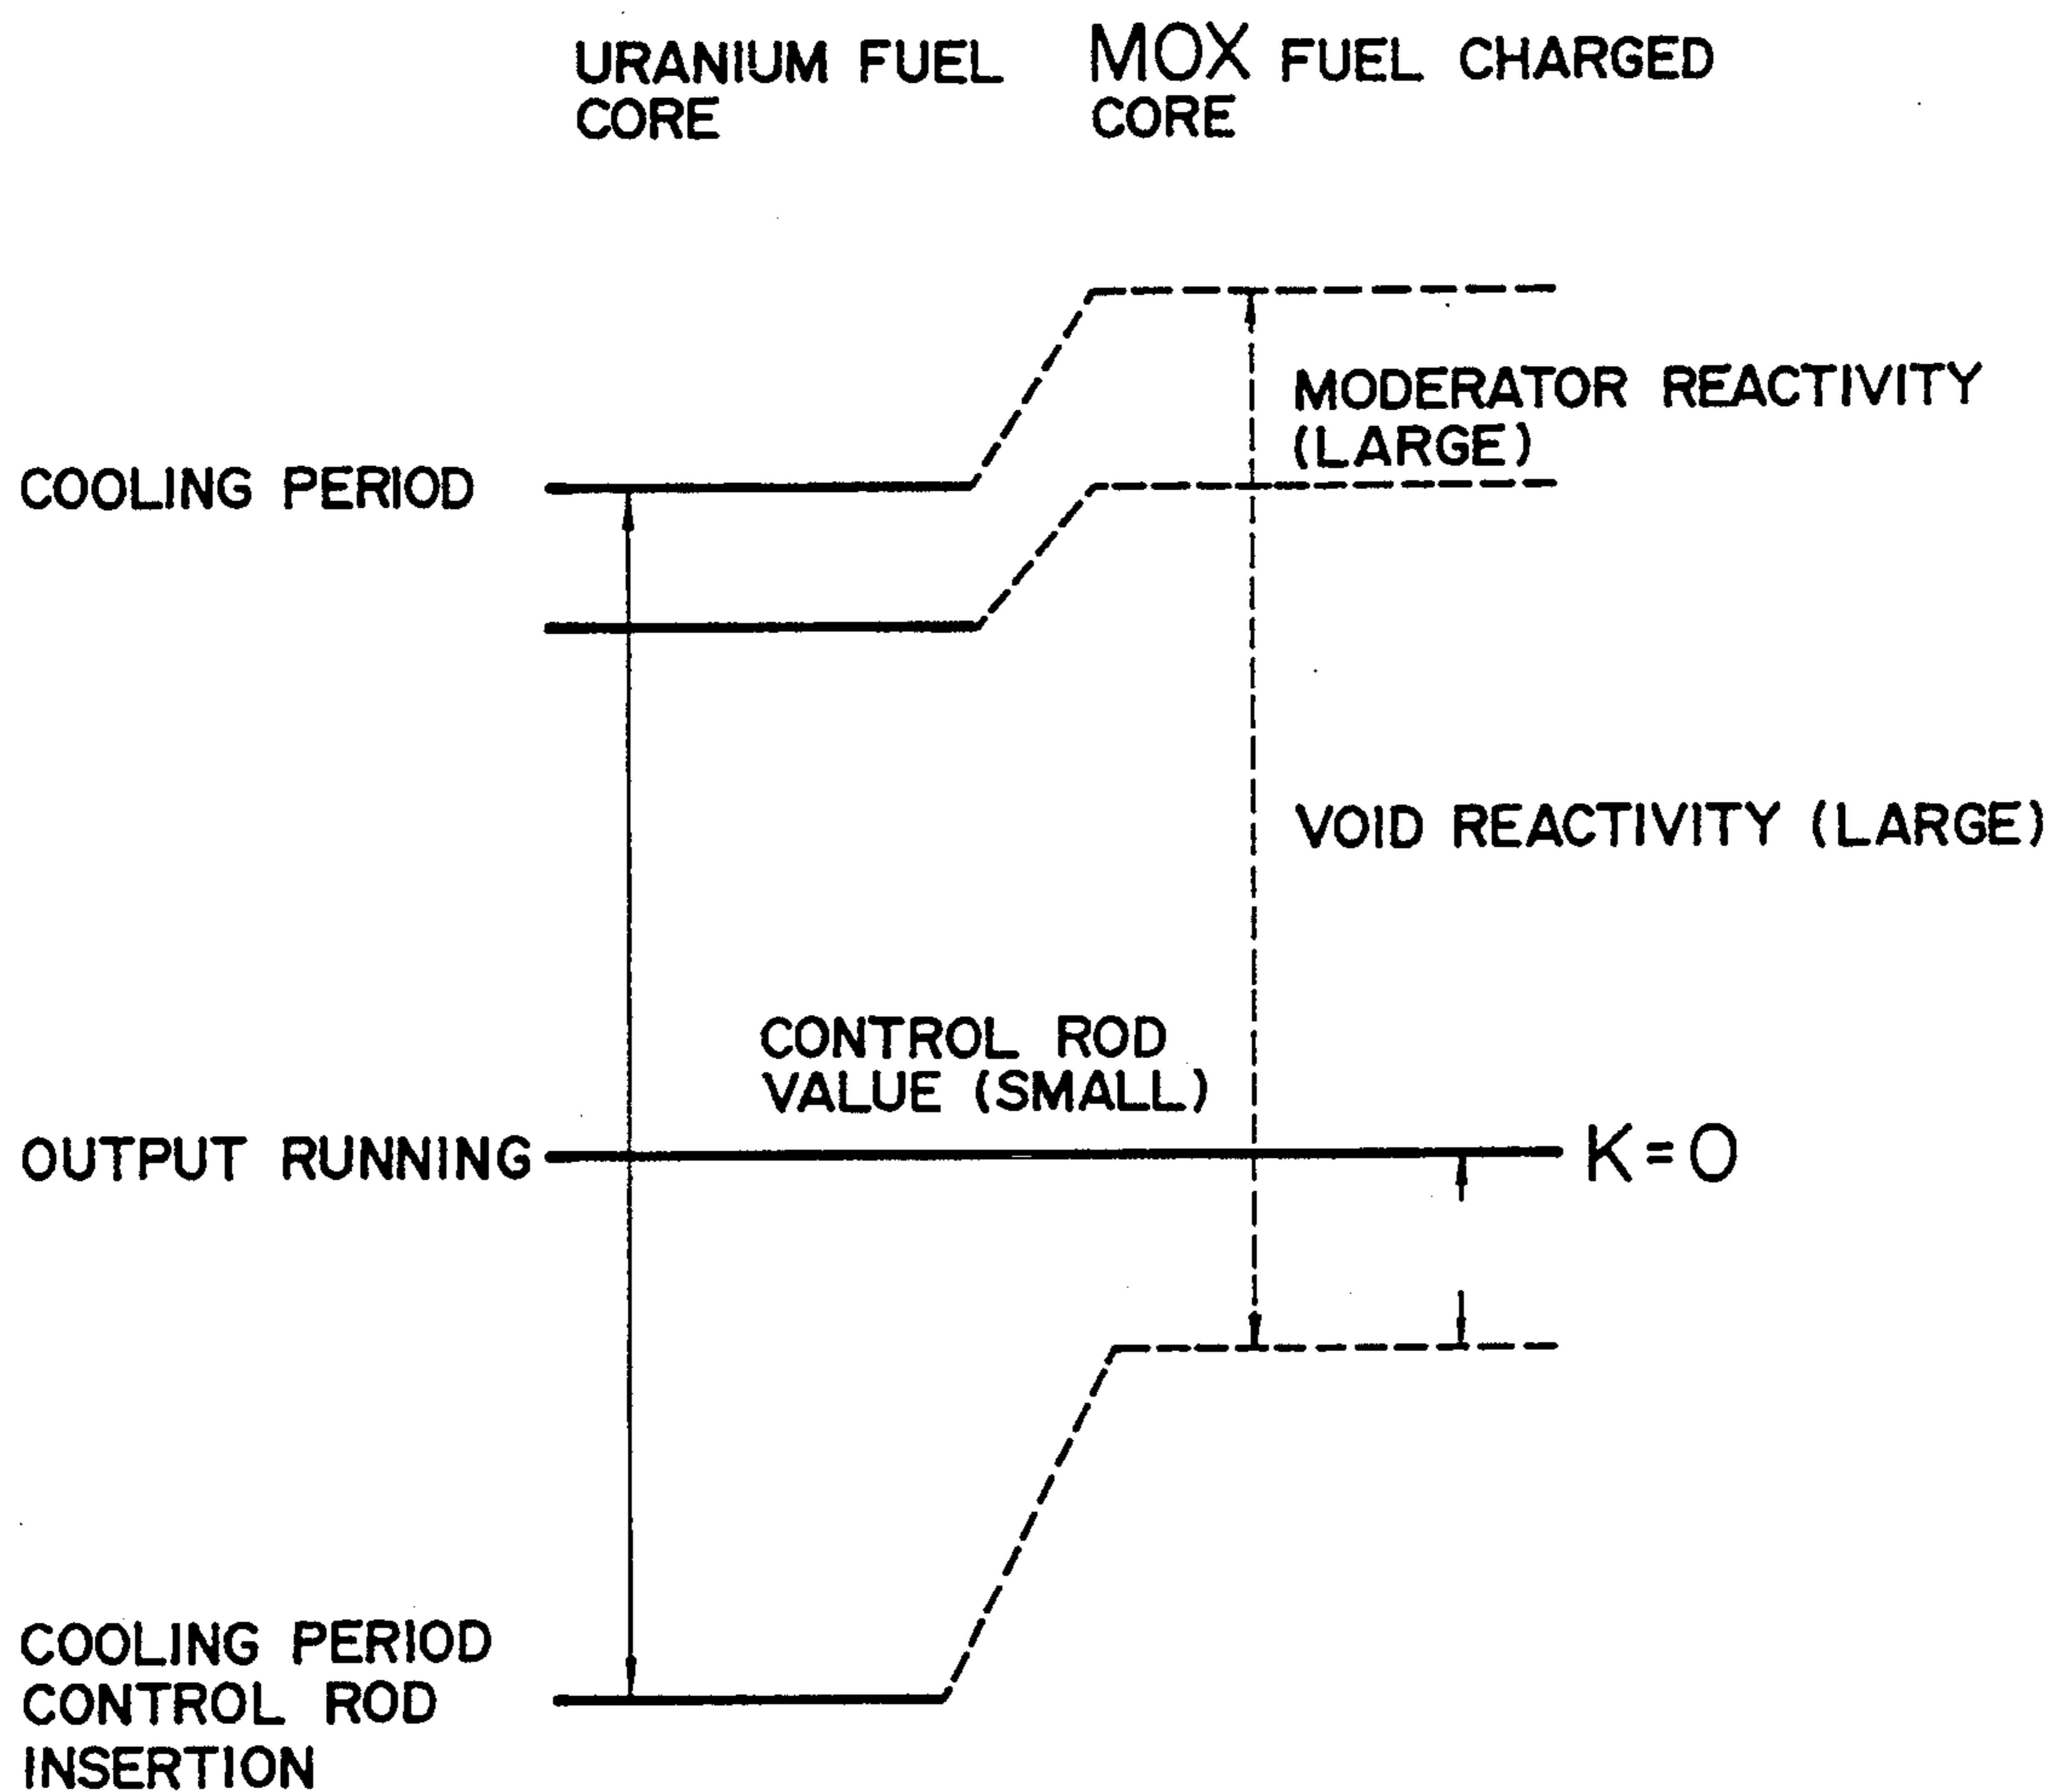 URANIUM FUEL
CORE
MOX FUEL CHARGED
CORE
MODERATOR REACTIVITY
(LARGE)
COOLING PERIOD
VOID REACTIVITY (LARGE)
CONTROL ROD
VALUE (SMALL)
OUTPUT RUNNING
K=0
COOLING PERIOD
CONTROL ROD
INSERTION